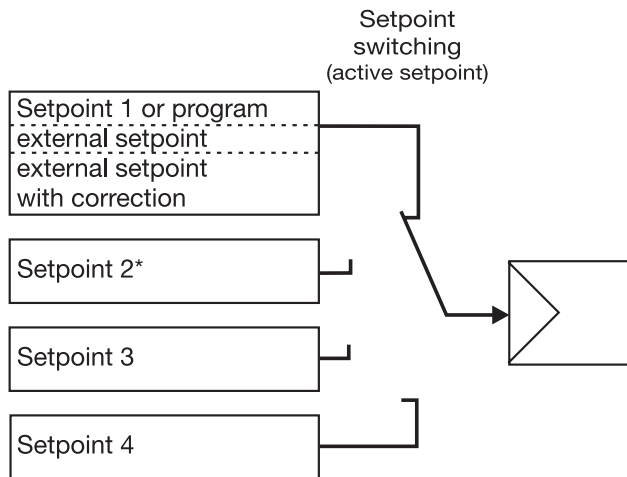 Setpoint
switching
(active setpoint)
Setpoint 1 or program
external setpoint
external setpoint
with correction
Setpoint 2*
Setpoint 3
Setpoint 4